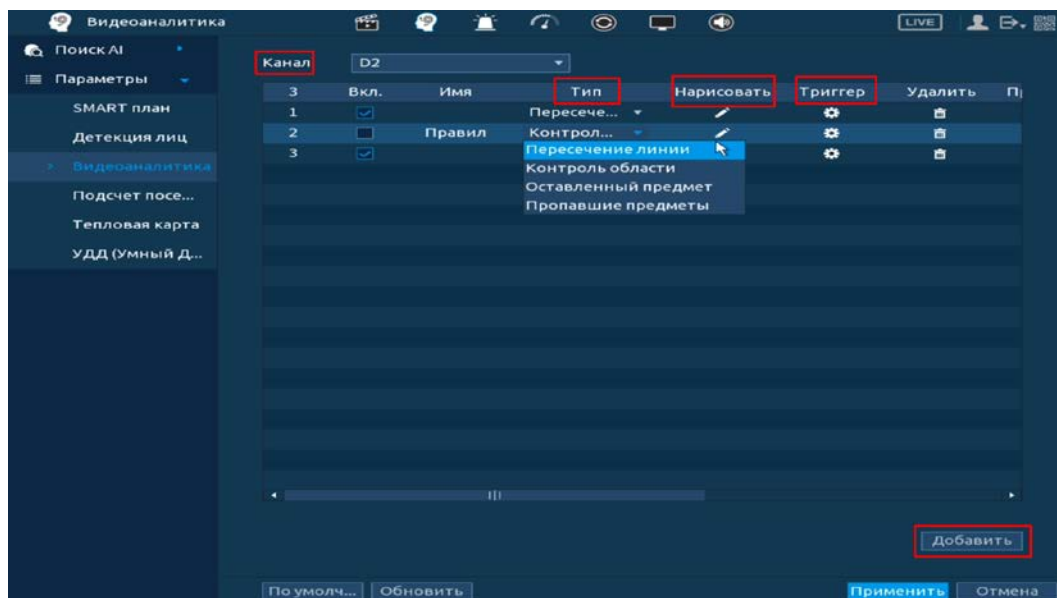 Видеоаналитика
LIVE
Поиск AI
Параметры
SMART план
Детекция лиц
Видеоаналитика
Подсчет посе...
Тепловая карта
УДД (Умный Д...
Канал D2
3 Вкл. Имя Тип Нарисовать Триггер Удалить П
1 Пересече...
2 Правил Контрол...
3
Пересечение линии
Контроль области
Оставленный предмет
Пропавшие предметы
Добавить
По умолч... Обновить Применить Отмена